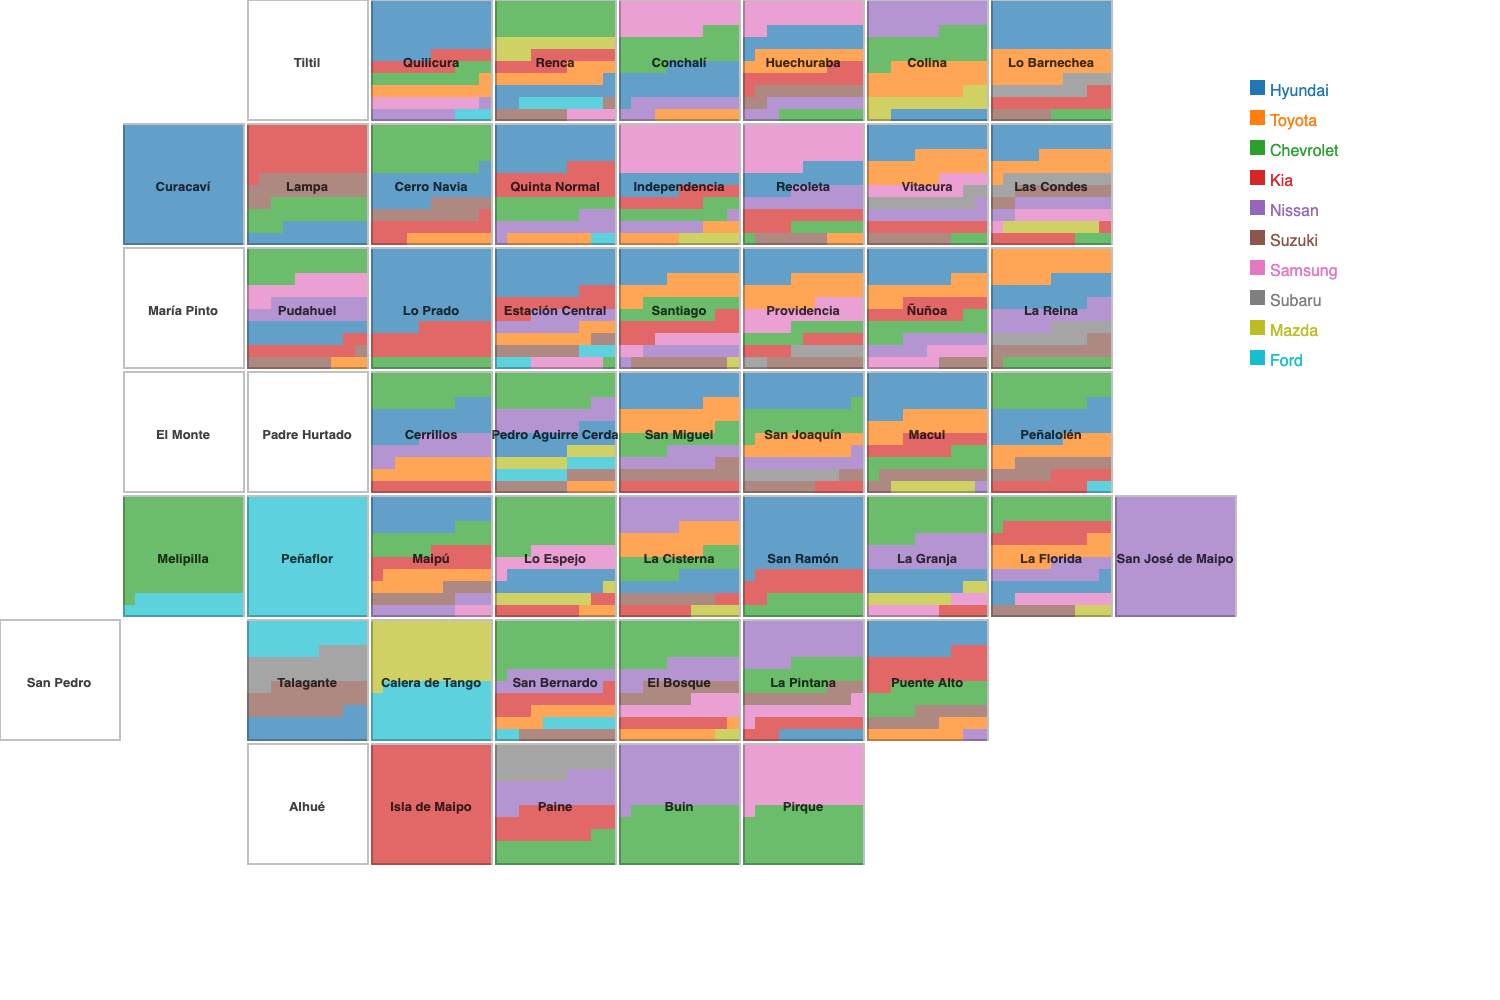 Tiltil
Quilicura
Renca
Conchalí
Huechuraba
Colina
Lo Barnechea
Curacaví
Lampa
Cerro Navia
Quinta Normal
Independencia
Recoleta
Vitacura
Las Condes
María Pinto
Pudahuel
Lo Prado
Estación Central
Santiago
Providencia
Ñuñoa
La Reina
El Monte
Padre Hurtado
Cerrillos
Pedro Aguirre Cerda
San Miguel
San Joaquín
Macul
Peñalolén
Melipilla
Peñaflor
Maipú
Lo Espejo
La Cisterna
San Ramón
La Granja
La Florida
San José de Maipo
San Pedro
Talagante
Calera de Tango
San Bernardo
El Bosque
La Pintana
Puente Alto
Alhué
Isla de Maipo
Paine
Buin
Pirque
Hyundai
Toyota
Chevrolet
Kia
Nissan
Suzuki
Samsung
Subaru
Mazda
Ford